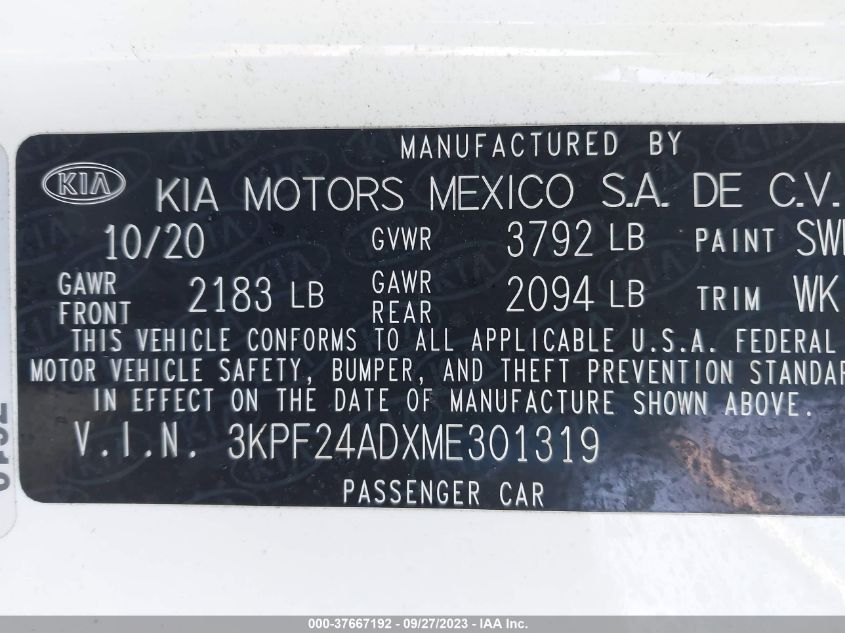 MANUFACTURED BY
KIA KIA MOTORS MEXICO S.A. DE C.V.
10/20 GVWR 3792 LB PAINT SW
GAWR FRONT 2183 LB GAWR REAR 2094 LB TRIM WK
THIS VEHICLE CONFORMS TO ALL APPLICABLE U.S.A. FEDERAL
MOTOR VEHICLE SAFETY, BUMPER, AND THEFT PREVENTION STANDAR
IN EFFECT ON THE DATE OF MANUFACTURE SHOWN ABOVE.
V.I.N. 3KPF24ADXME301319
PASSENGER CAR
000-37667192 - 09/27/2023 - IAA Inc.